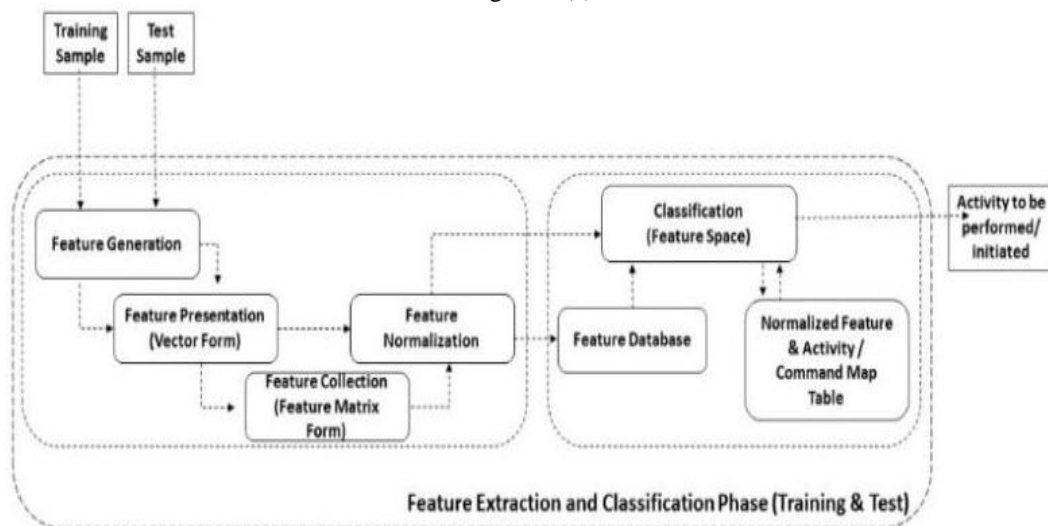 Training
Sample
Test
Sample
Feature Generation
Feature Presentation
(Vector Form)
Feature Collection
(Feature Matrix
Form)
Feature
Normalization
Feature Database
Classification
(Feature Space)
Normalized Feature
& Activity /
Command Map
Table
Activity to be
performed/
initiated
Feature Extraction and Classification Phase (Training & Test)